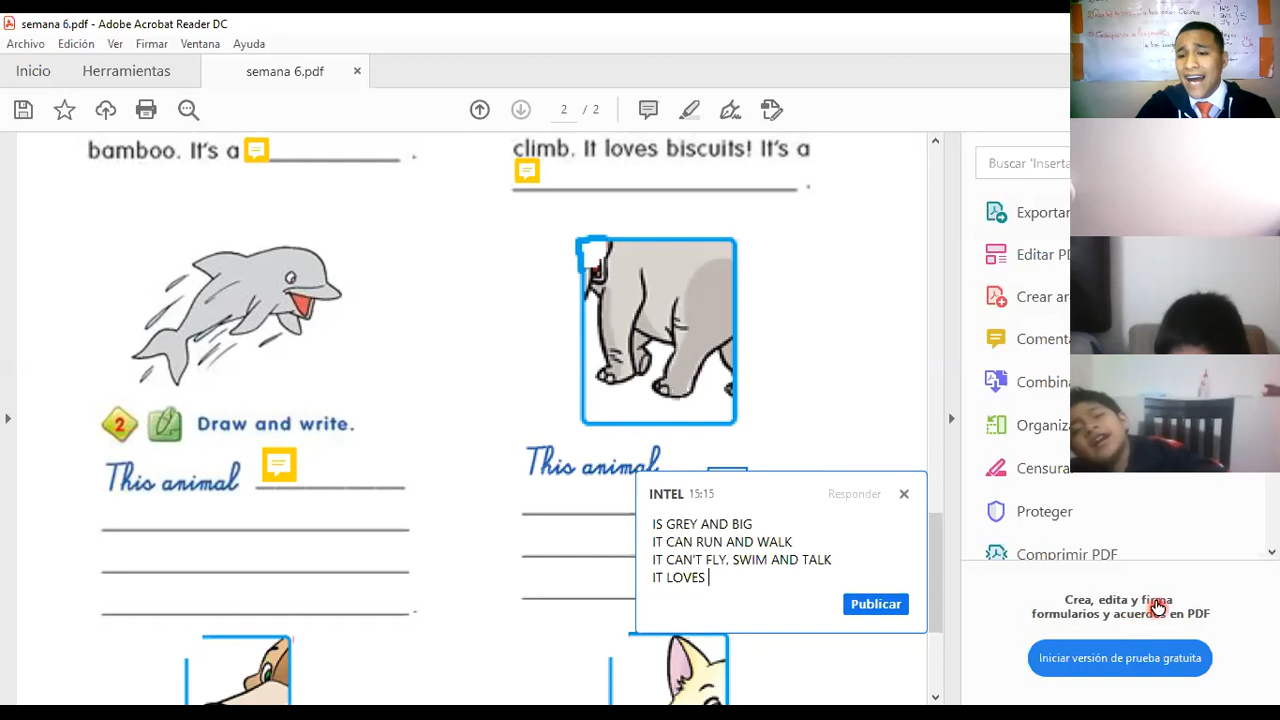 semana 6.pdf - Adobe Acrobat Reader DC
Archivo Edición Ver Firmar Ventana Ayuda
Inicio Herramientas semana 6.pdf ×
2 / 2
bamboo. It's a .
climb. It loves biscuits! It's a
.
Buscar 'Inserta
Exportar
Editar PD
Crear ar
Comenta
Combina
Organiza
Censura
Proteger
Comprimir PDF
2 Draw and write.
This animal
This animal
INTEL 15:15 Responder
IS GREY AND BIG
IT CAN RUN AND WALK
IT CAN'T FLY, SWIM AND TALK
IT LOVES
Publicar
Crea, edita y firma
formularios y acuerdos en PDF
Iniciar versión de prueba gratuita